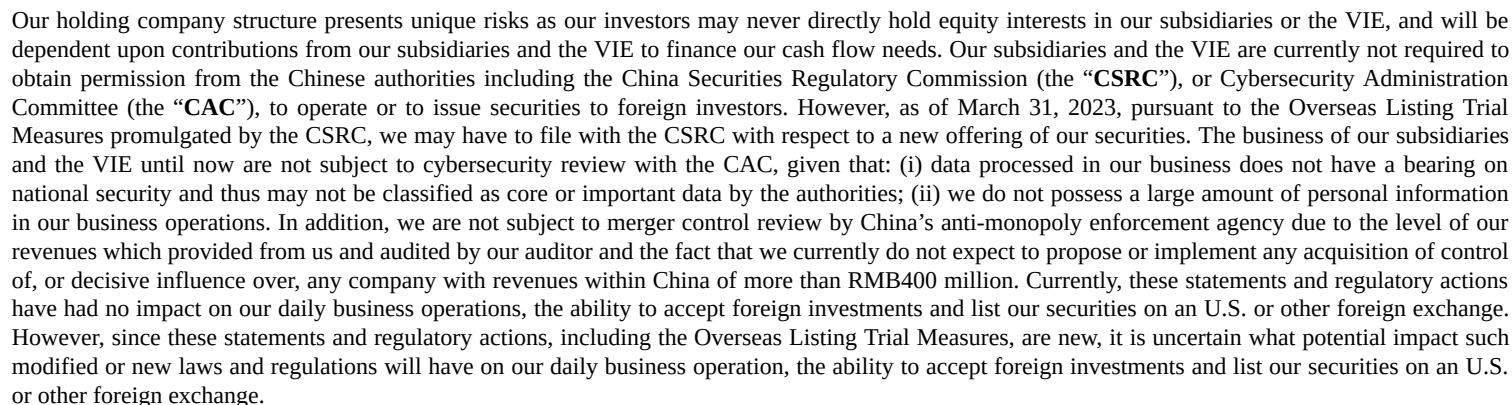 Our holding company structure presents unique risks as our investors may never directly hold equity interests in our subsidiaries or the VIE, and will be
dependent upon contributions from our subsidiaries and the VIE to finance our cash flow needs. Our subsidiaries and the VIE are currently not required to
obtain permission from the Chinese authorities including the China Securities Regulatory Commission (the “CSRC”), or Cybersecurity Administration
Committee (the “CAC”), to operate or to issue securities to foreign investors. However, as of March 31, 2023, pursuant to the Overseas Listing Trial
Measures promulgated by the CSRC, we may have to file with the CSRC with respect to a new offering of our securities. The business of our subsidiaries
and the VIE until now are not subject to cybersecurity review with the CAC, given that: (i) data processed in our business does not have a bearing on
national security and thus may not be classified as core or important data by the authorities; (ii) we do not possess a large amount of personal information
in our business operations. In addition, we are not subject to merger control review by China’s anti-monopoly enforcement agency due to the level of our
revenues which provided from us and audited by our auditor and the fact that we currently do not expect to propose or implement any acquisition of control
of, or decisive influence over, any company with revenues within China of more than RMB400 million. Currently, these statements and regulatory actions
have had no impact on our daily business operations, the ability to accept foreign investments and list our securities on an U.S. or other foreign exchange.
However, since these statements and regulatory actions, including the Overseas Listing Trial Measures, are new, it is uncertain what potential impact such
modified or new laws and regulations will have on our daily business operation, the ability to accept foreign investments and list our securities on an U.S.
or other foreign exchange.